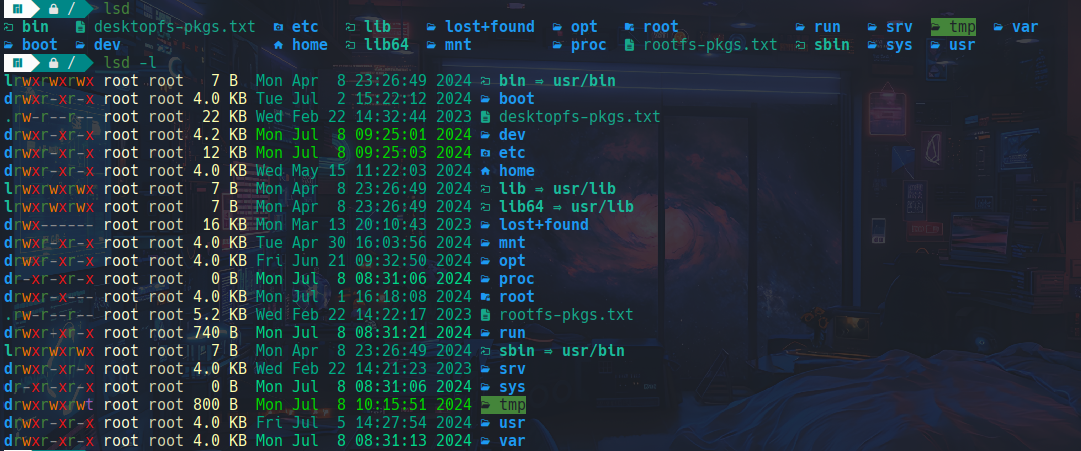 / lsd
bin desktopfs-pkgs.txt etc lib lost+found opt root run srv tmp var
boot dev home lib64 mnt proc rootfs-pkgs.txt sbin sys usr
/ lsd -l
lrwxrwxrwx root root 7 B Mon Apr 8 23:26:49 2024 bin ⇒ usr/bin
drwxr-xr-x root root 4.0 KB Tue Jul 2 15:22:12 2024 boot
.rw-r--r-- root root 22 KB Wed Feb 22 14:32:44 2023 desktopfs-pkgs.txt
drwxr-xr-x root root 4.2 KB Mon Jul 8 09:25:01 2024 dev
drwxr-xr-x root root 12 KB Mon Jul 8 09:25:03 2024 etc
drwxr-xr-x root root 4.0 KB Wed May 15 11:22:03 2024 home
lrwxrwxrwx root root 7 B Mon Apr 8 23:26:49 2024 lib ⇒ usr/lib
lrwxrwxrwx root root 7 B Mon Apr 8 23:26:49 2024 lib64 ⇒ usr/lib
drwx------ root root 16 KB Mon Mar 13 20:10:43 2023 lost+found
drwxr-xr-x root root 4.0 KB Tue Apr 30 16:03:56 2024 mnt
drwxr-xr-x root root 4.0 KB Fri Jun 21 09:32:50 2024 opt
dr-xr-xr-x root root 0 B Mon Jul 8 08:31:06 2024 proc
drwxr-x--- root root 4.0 KB Mon Jul 1 16:18:08 2024 root
.rw-r--r-- root root 5.2 KB Wed Feb 22 14:22:17 2023 rootfs-pkgs.txt
drwxr-xr-x root root 740 B Mon Jul 8 08:31:21 2024 run
lrwxrwxrwx root root 7 B Mon Apr 8 23:26:49 2024 sbin ⇒ usr/bin
drwxr-xr-x root root 4.0 KB Wed Feb 22 14:21:23 2023 srv
dr-xr-xr-x root root 0 B Mon Jul 8 08:31:06 2024 sys
drwxrwxrwt root root 800 B Mon Jul 8 10:15:51 2024 tmp
drwxr-xr-x root root 4.0 KB Fri Jul 5 14:27:54 2024 usr
drwxr-xr-x root root 4.0 KB Mon Jul 8 08:31:13 2024 var